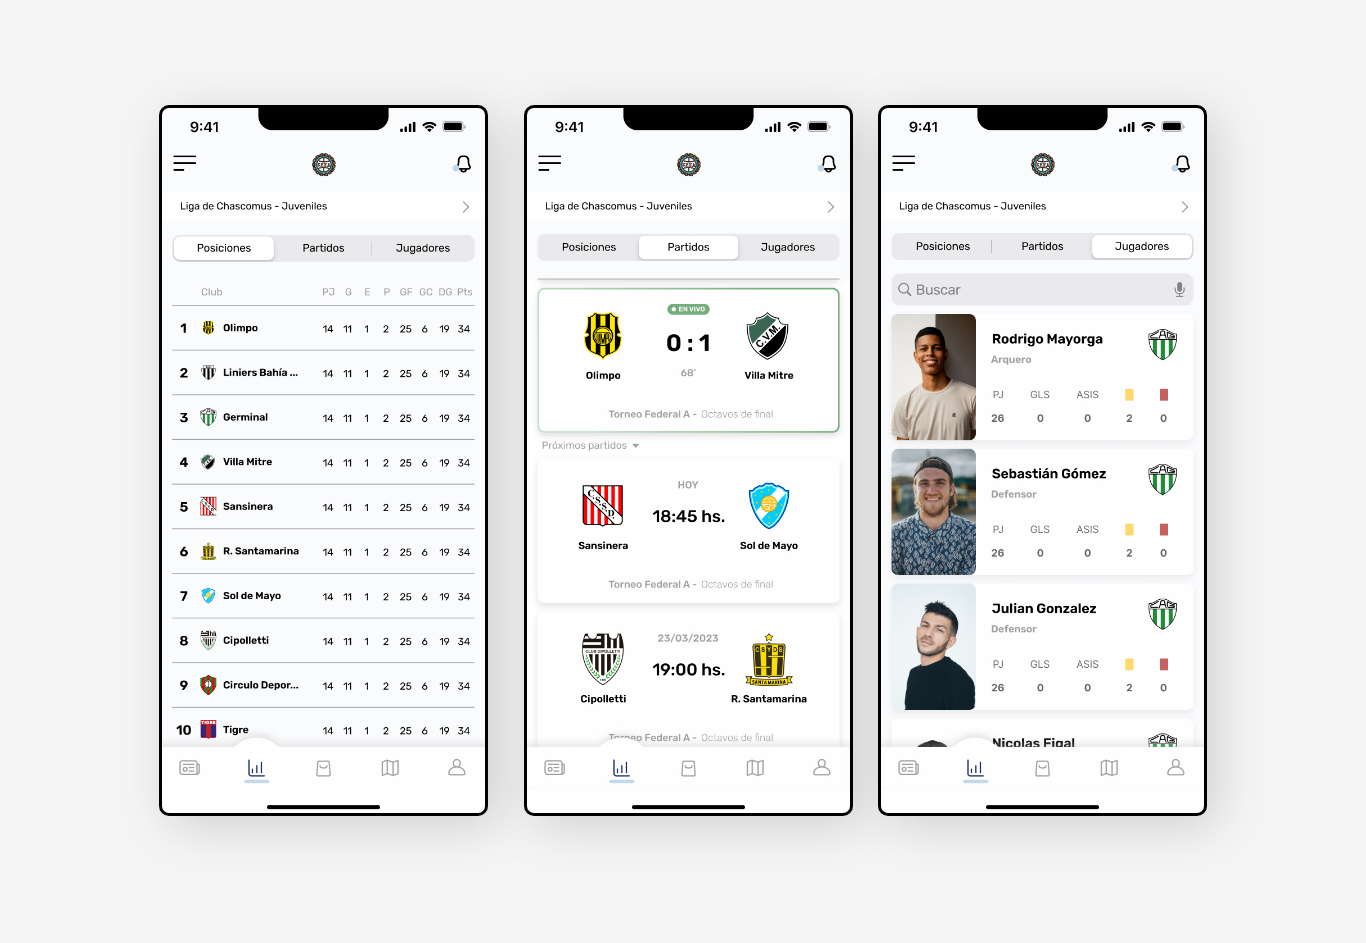 9:41
Liga de Chascomus - Juveniles
Posiciones Partidos Jugadores
Club PJ G E P GF GC DG Pts
1 Olimpo 14 11 1 2 25 6 19 34
2 Liniers Bahía ... 14 11 1 2 25 6 19 34
3 Germinal 14 11 1 2 25 6 19 34
4 Villa Mitre 14 11 1 2 25 6 19 34
5 Sansinera 14 11 1 2 25 6 19 34
6 R. Santamarina 14 11 1 2 25 6 19 34
7 Sol de Mayo 14 11 1 2 25 6 19 34
8 Cipolletti 14 11 1 2 25 6 19 34
9 Circulo Depor... 14 11 1 2 25 6 19 34
10 TIGRE Tigre 14 11 1 2 25 6 19 34
9:41
Liga de Chascomus - Juveniles
Posiciones Partidos Jugadores
EN VIVO
C.V.M.
0 : 1
68'
Olimpo Villa Mitre
Torneo Federal A - Octavos de final
Próximos partidos
HOY
C.S.S.D.
18:45 hs.
Sansinera Sol de Mayo
Torneo Federal A - Octavos de final
23/03/2023
CLUB CIPOLLETTI
19:00 hs.
SANTAMARINA
Cipolletti R. Santamarina
Torneo Federal A - Octavos de final
9:41
Liga de Chascomus - Juveniles
Posiciones Partidos Jugadores
Buscar
Rodrigo Mayorga
CAG
Arquero
PJ GLS ASIS
26 0 0 2 0
Sebastián Gómez
CAG
Defensor
PJ GLS ASIS
26 0 0 2 0
Julian Gonzalez
CAG
Defensor
PJ GLS ASIS
26 0 0 2 0
Nicolas Figal
CAG